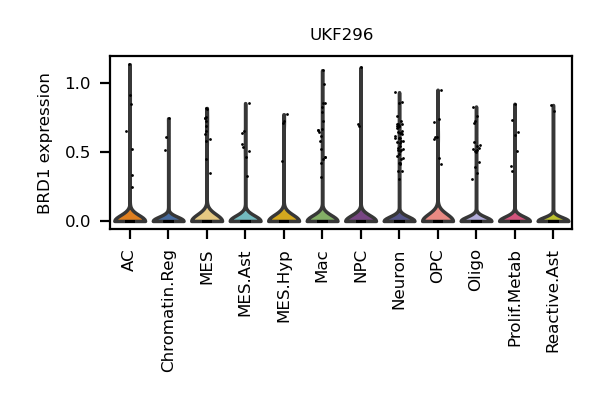 UKF296
BRD1 expression
1.0
0.5
0.0
AC
Chromatin.Reg
MES
MES.Ast
MES.Hyp
Mac
NPC
Neuron
OPC
Oligo
Prolif.Metab
Reactive.Ast